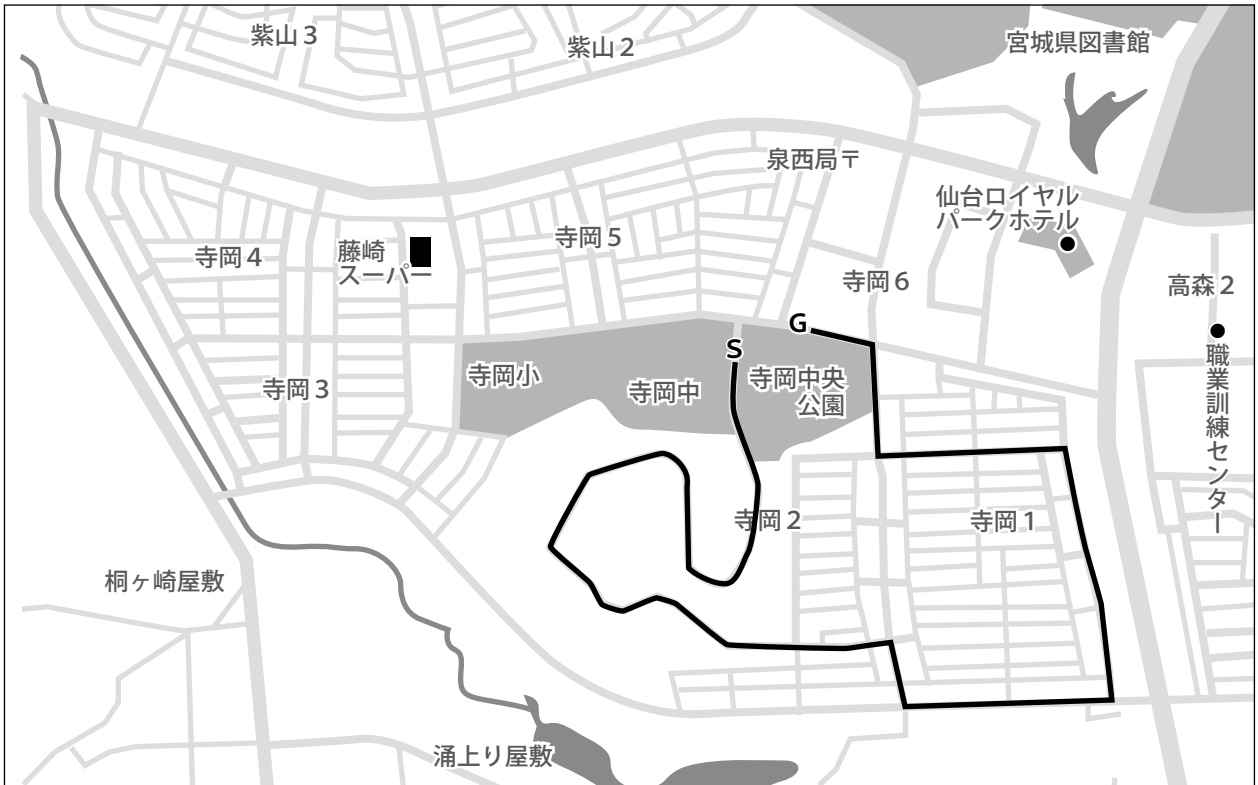 紫山3
紫山2
宮城県図書館
泉西局〒
仙台ロイヤル
パークホテル
寺岡4
藤崎
スーパー
寺岡5
寺岡6
高森2
職業訓練センター
G
S
寺岡小
寺岡中
寺岡中央
公園
寺岡3
寺岡2
寺岡1
桐ヶ崎屋敷
涌上り屋敷